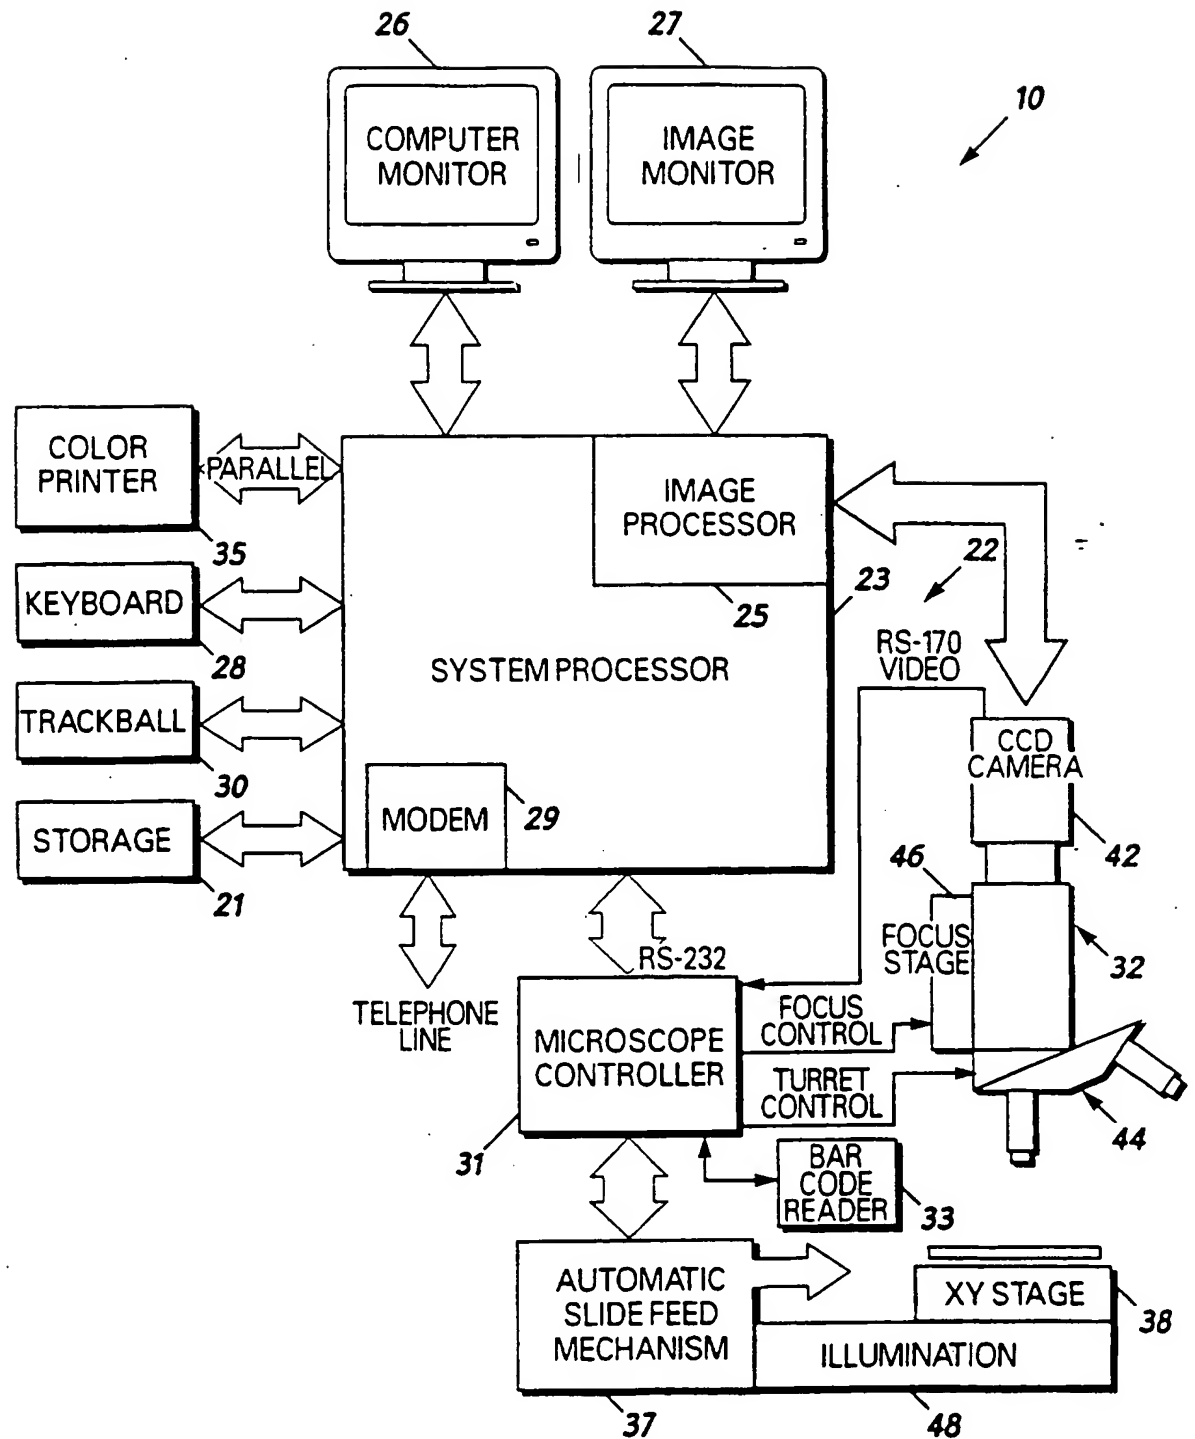 26
27
10
COMPUTER
MONITOR
IMAGE
MONITOR
COLOR
PRINTER
PARALLEL
35
IMAGE
PROCESSOR
25
23
22
KEYBOARD
28
RS-170
VIDEO
SYSTEM PROCESSOR
TRACKBALL
30
CCD
CAMERA
42
STORAGE
21
MODEM
29
46
FOCUS
STAGE
32
RS-232
TELEPHONE
LINE
MICROSCOPE
CONTROLLER
31
FOCUS
CONTROL
TURRET
CONTROL
44
BAR
CODE
READER
33
AUTOMATIC
SLIDE FEED
MECHANISM
37
XY STAGE
38
ILLUMINATION
48